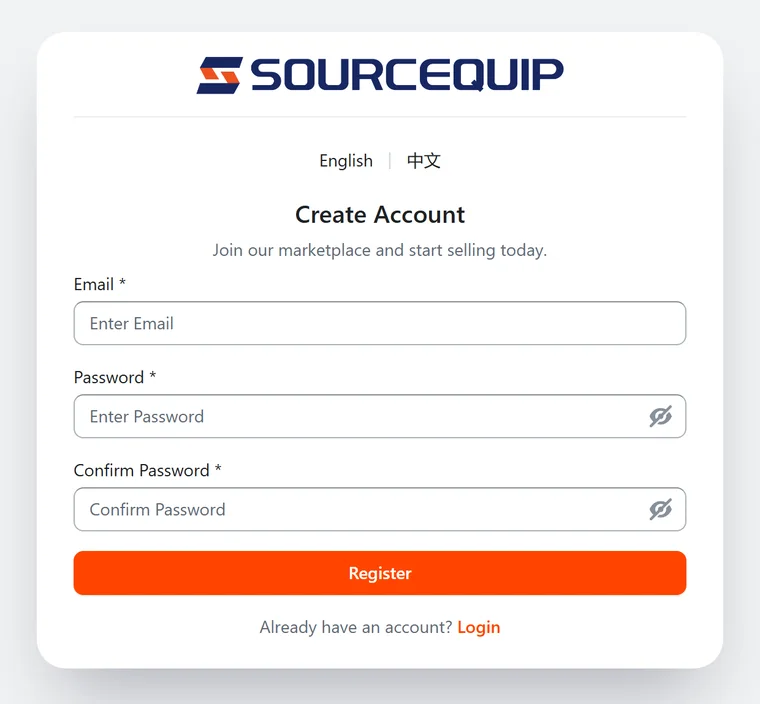 SOURCEQUIP
English | 中文
Create Account
Join our marketplace and start selling today.
Email *
Enter Email
Password *
Enter Password
Confirm Password *
Confirm Password
Register
Already have an account? Login